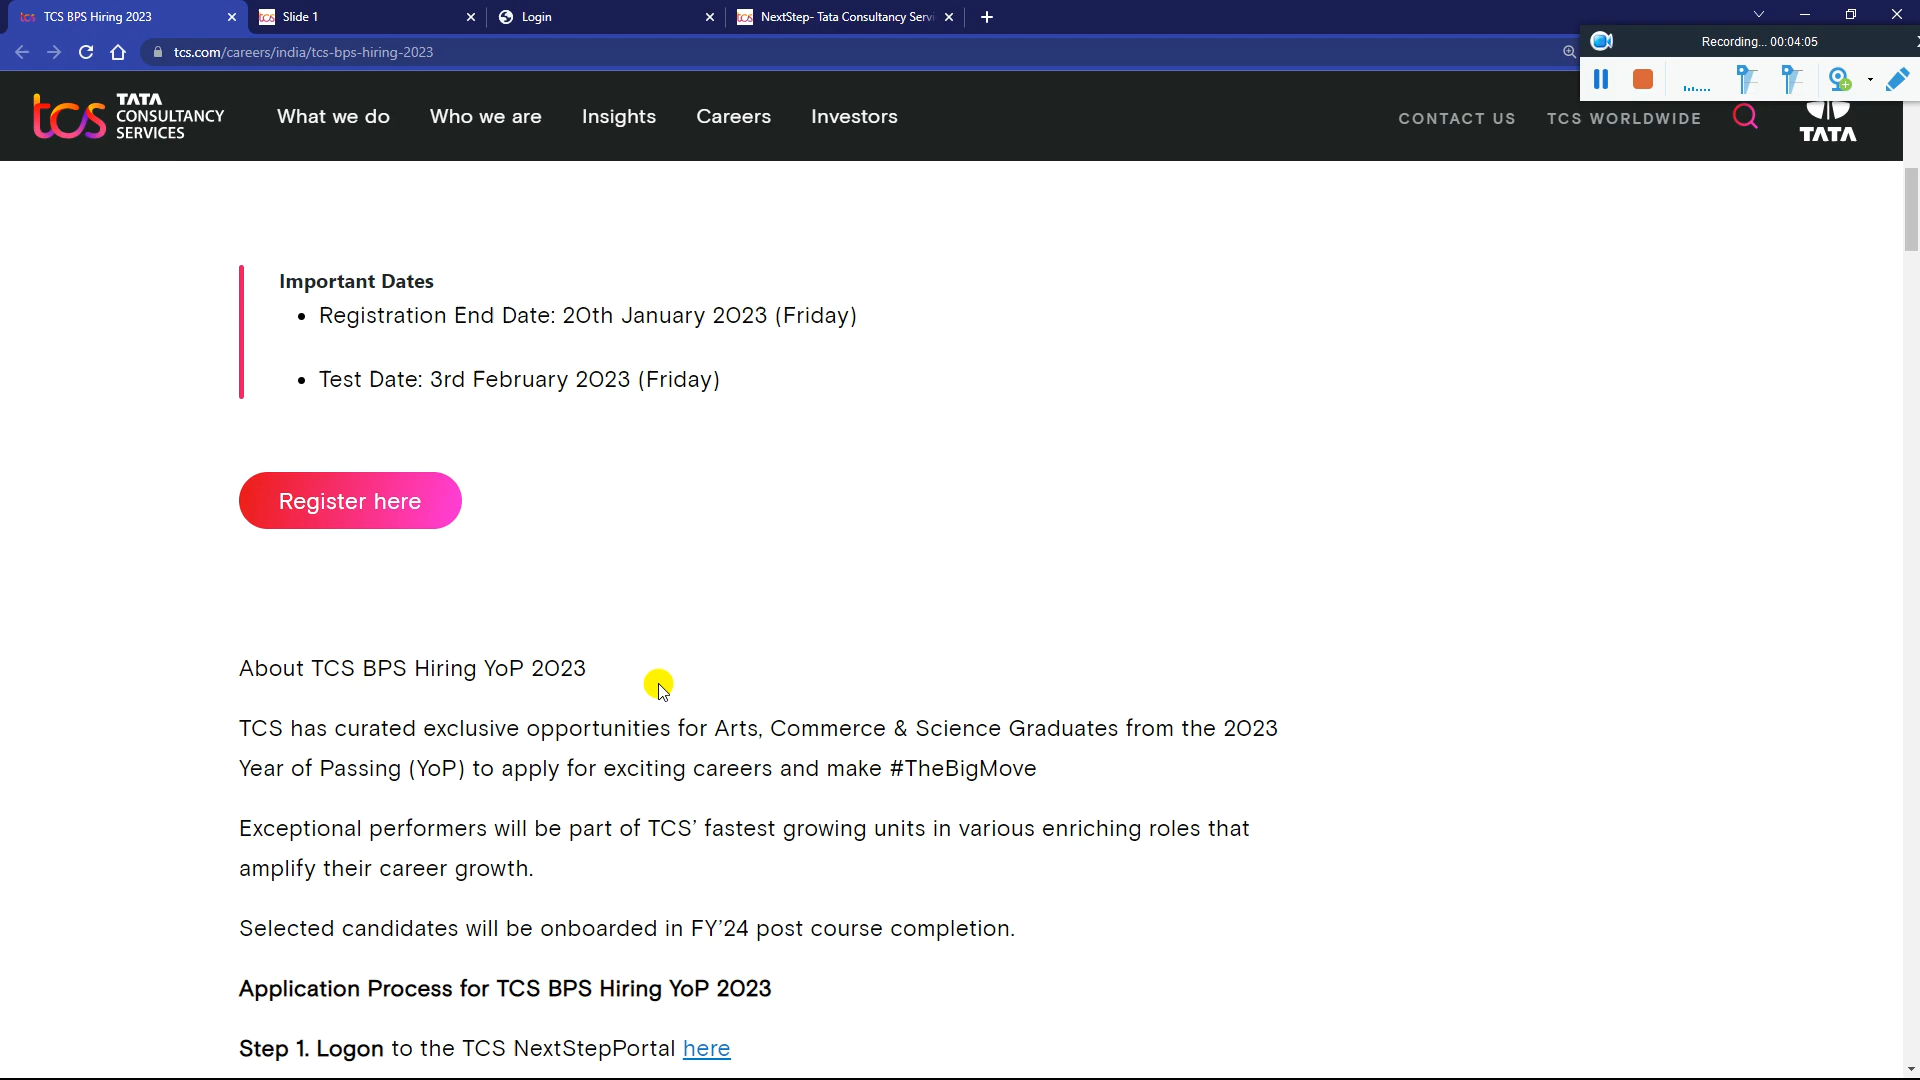 TCS BPS Hiring 2023
Slide 1
Login
NextStep- Tata Consultancy Servi
tcs.com/careers/india/tcs-bps-hiring-2023
Recording... 00:04:05
tcs TATA CONSULTANCY SERVICES
What we do
Who we are
Insights
Careers
Investors
CONTACT US
TCS WORLDWIDE
TATA
Important Dates
• Registration End Date: 20th January 2023 (Friday)
• Test Date: 3rd February 2023 (Friday)
Register here
About TCS BPS Hiring YoP 2023
TCS has curated exclusive opportunities for Arts, Commerce & Science Graduates from the 2023
Year of Passing (YoP) to apply for exciting careers and make #TheBigMove
Exceptional performers will be part of TCS’ fastest growing units in various enriching roles that
amplify their career growth.
Selected candidates will be onboarded in FY’24 post course completion.
Application Process for TCS BPS Hiring YoP 2023
Step 1. Logon to the TCS NextStepPortal here